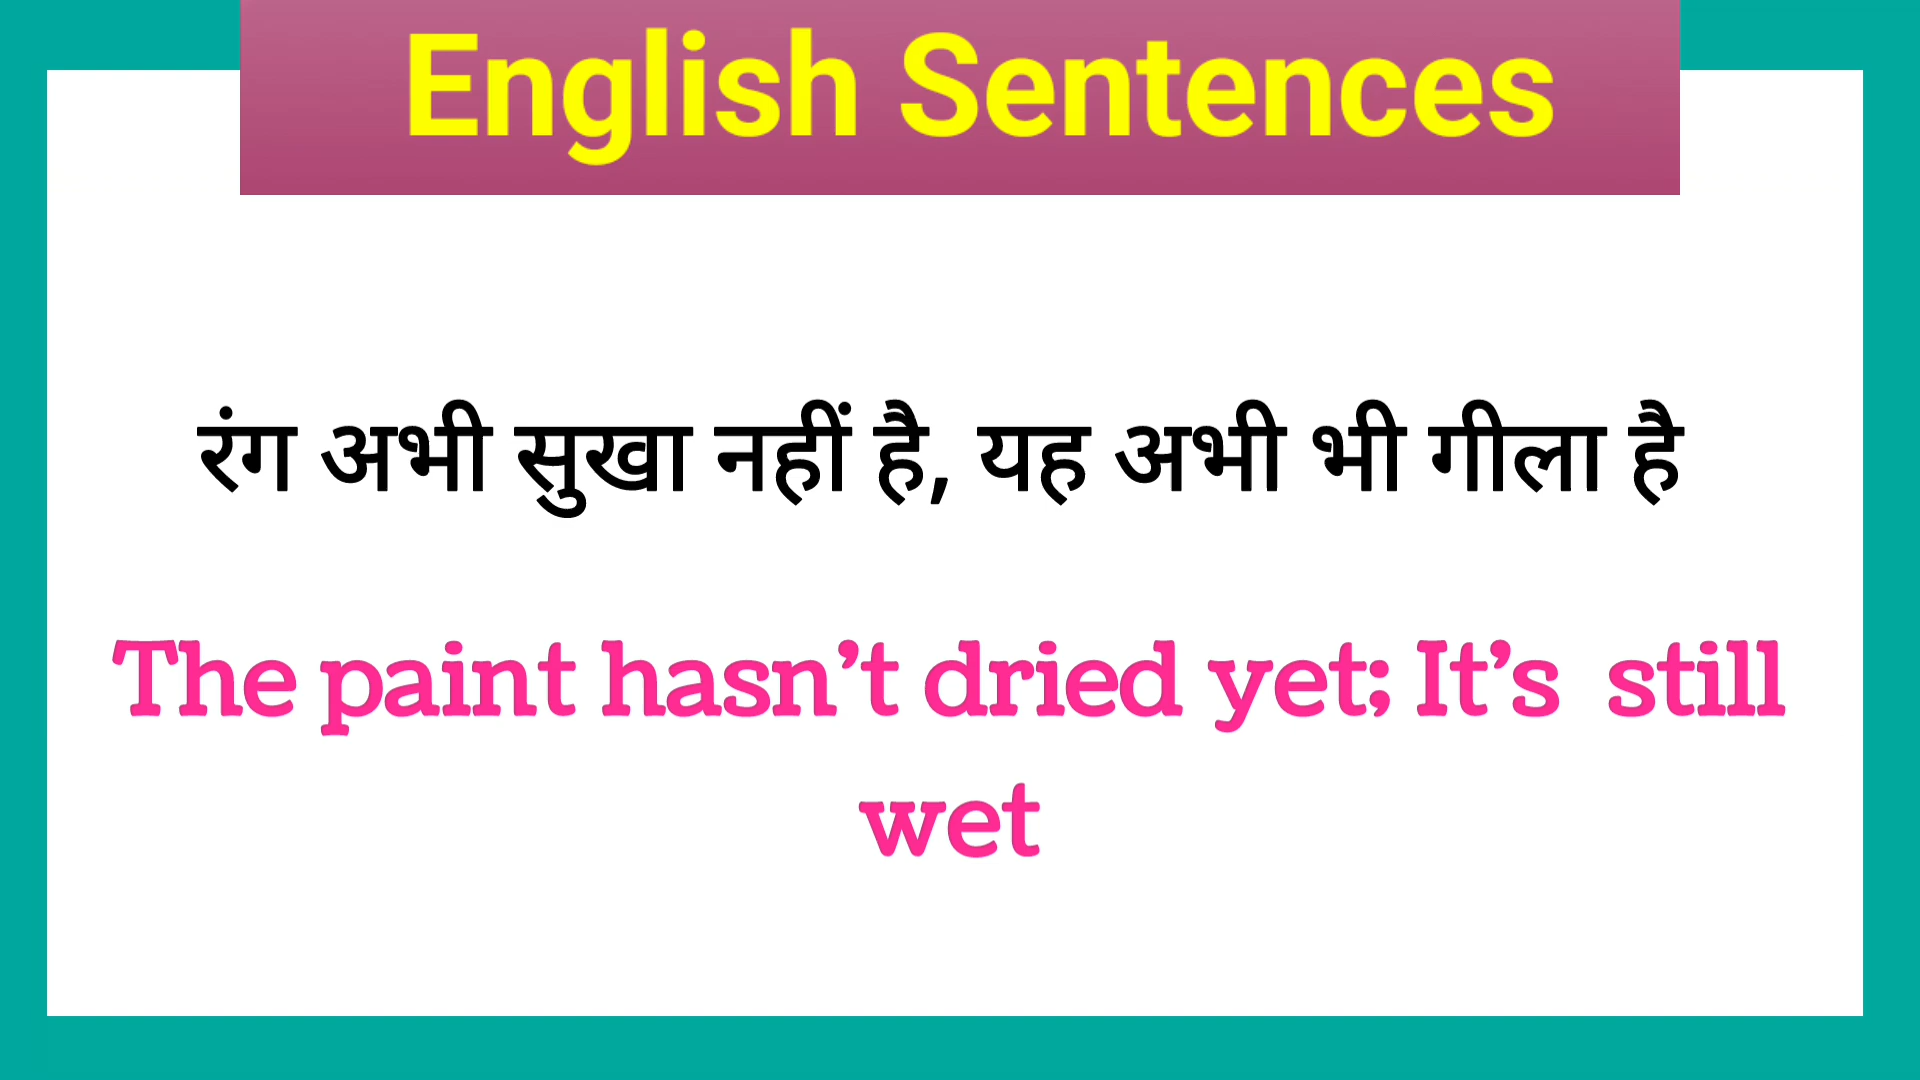 English Sentences
रंग अभी सुखा नहीं है, यह अभी भी गीला है
The paint hasn’t dried yet; It’s  still
wet